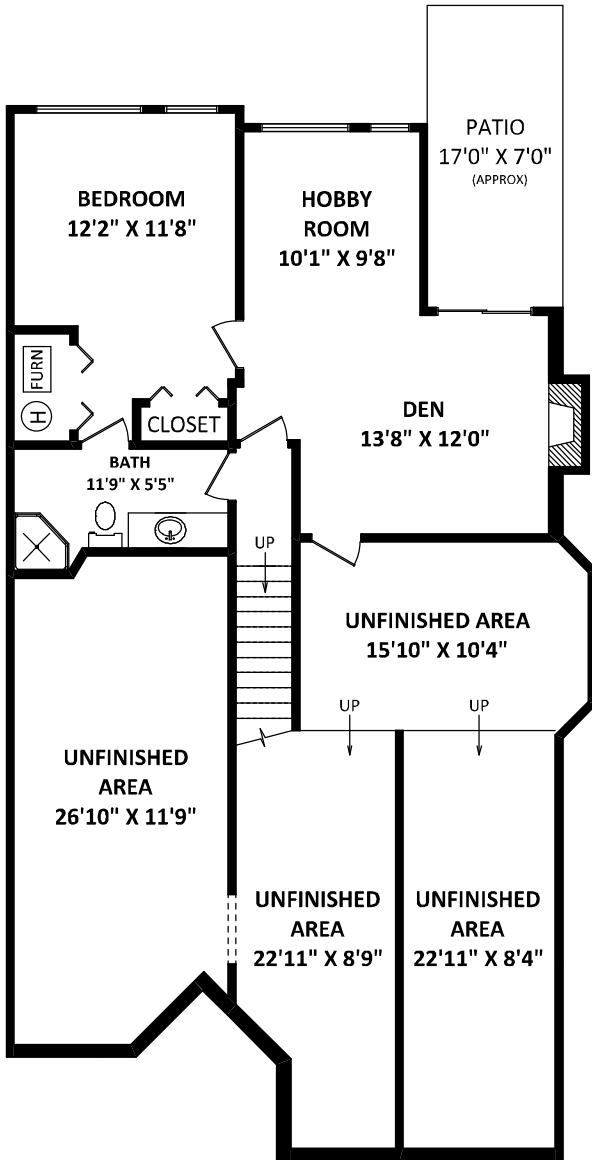 PATIO
17'0" X 7'0"
(APPROX)
BEDROOM
12'2" X 11'8"
HOBBY
ROOM
10'1" X 9'8"
FURN
H
CLOSET
DEN
13'8" X 12'0"
BATH
11'9" X 5'5"
UP
UNFINISHED AREA
15'10" X 10'4"
UP
UP
UNFINISHED
AREA
26'10" X 11'9"
UNFINISHED
AREA
22'11" X 8'9"
UNFINISHED
AREA
22'11" X 8'4"